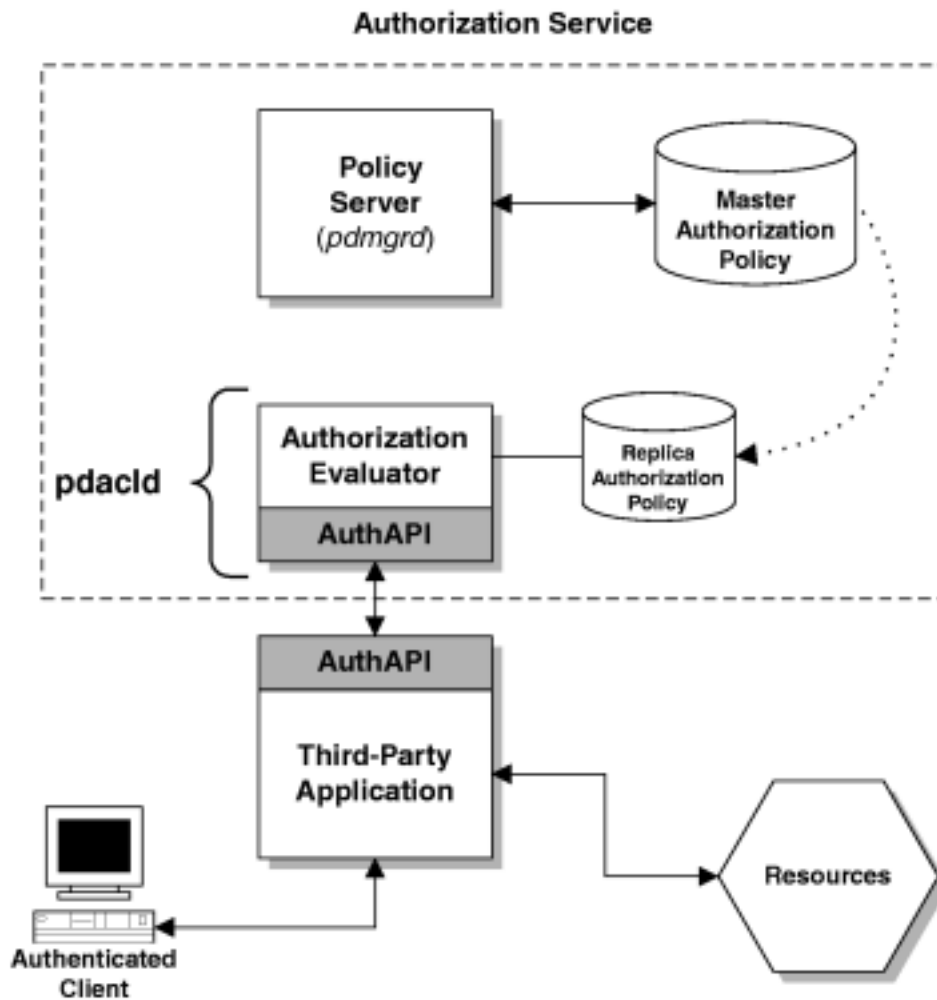 Authorization Service
Policy
Server
(pdmgrd)
Master
Authorization
Policy
pdacld
Authorization
Evaluator
AuthAPI
Replica
Authorization
Policy
AuthAPI
Third-Party
Application
Resources
Authenticated
Client